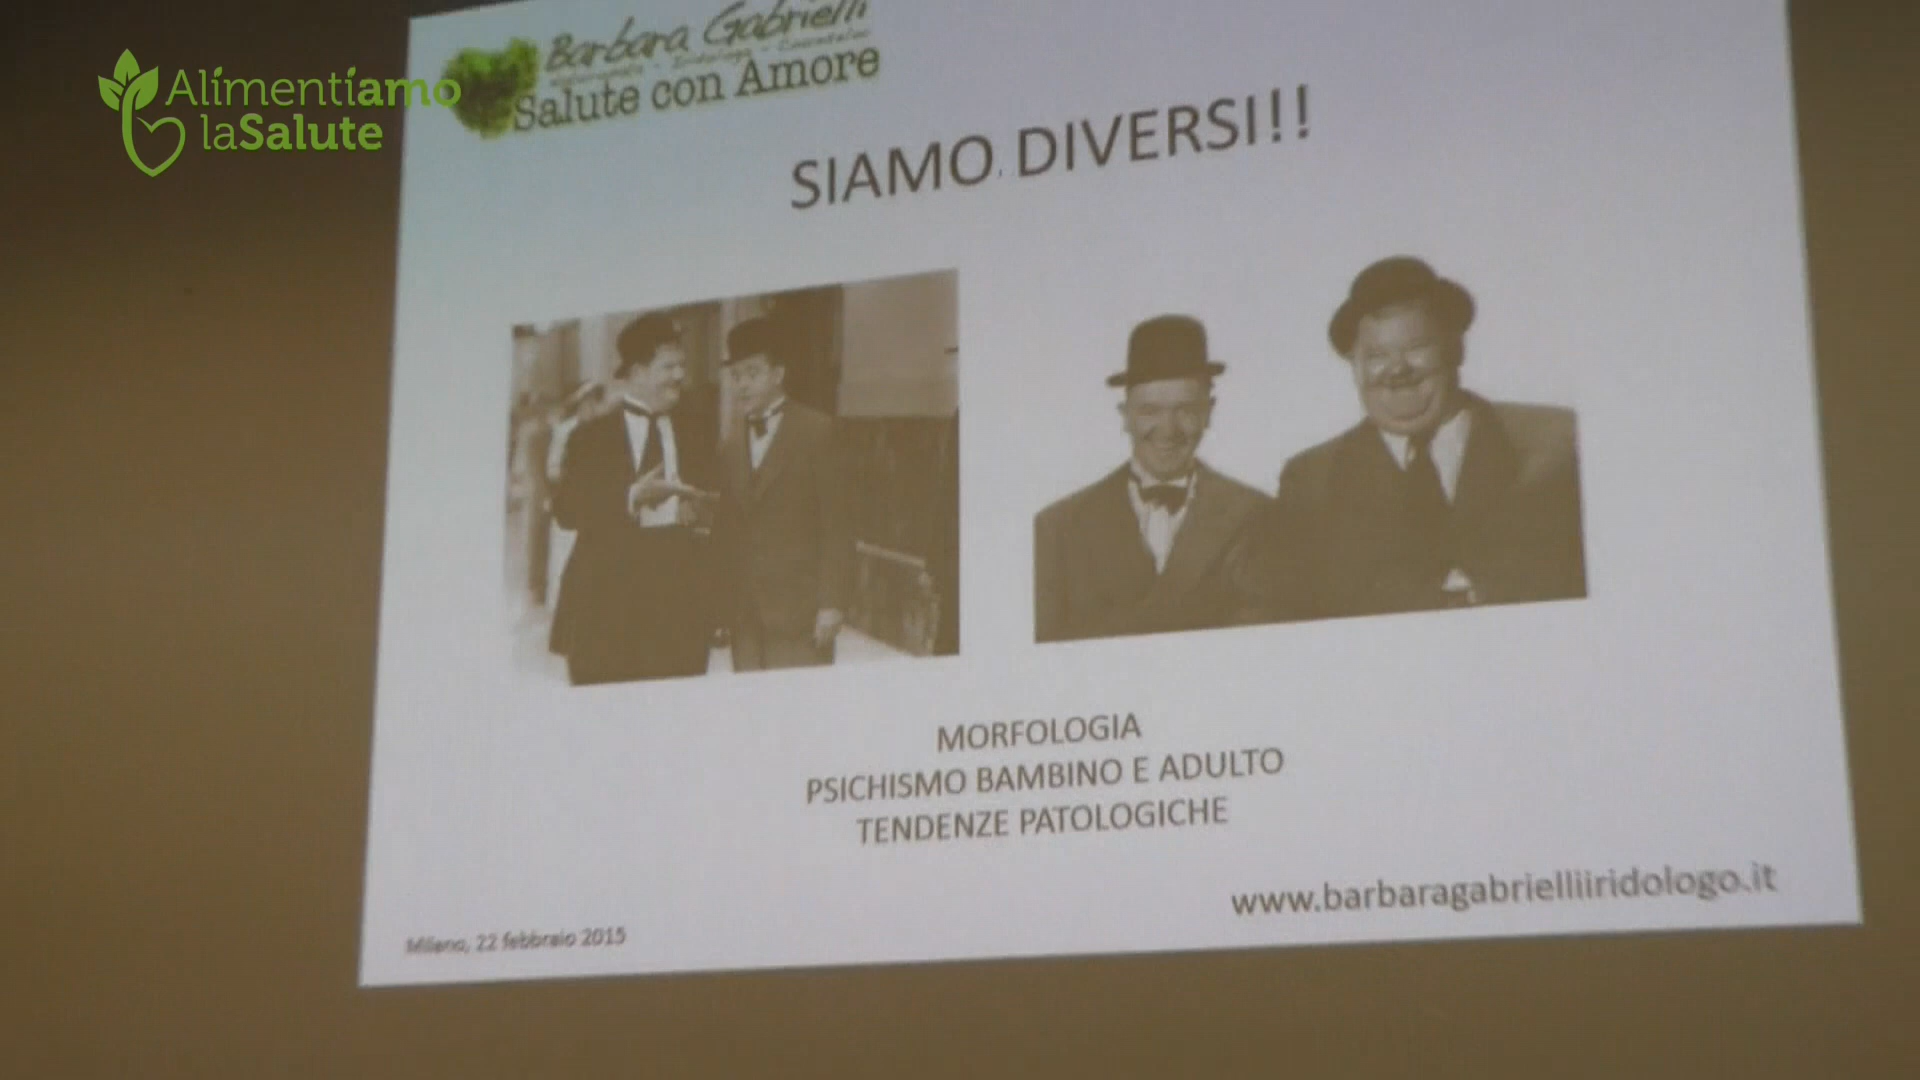 Alimentiamo
laSalute
Barbara Gabrielli
Salute con Amore
SIAMO DIVERSI!!
MORFOLOGIA
PSICHISMO BAMBINO E ADULTO
TENDENZE PATOLOGICHE
www.barbaragabrielliiridologo.it
Milano, 22 febbraio 2015